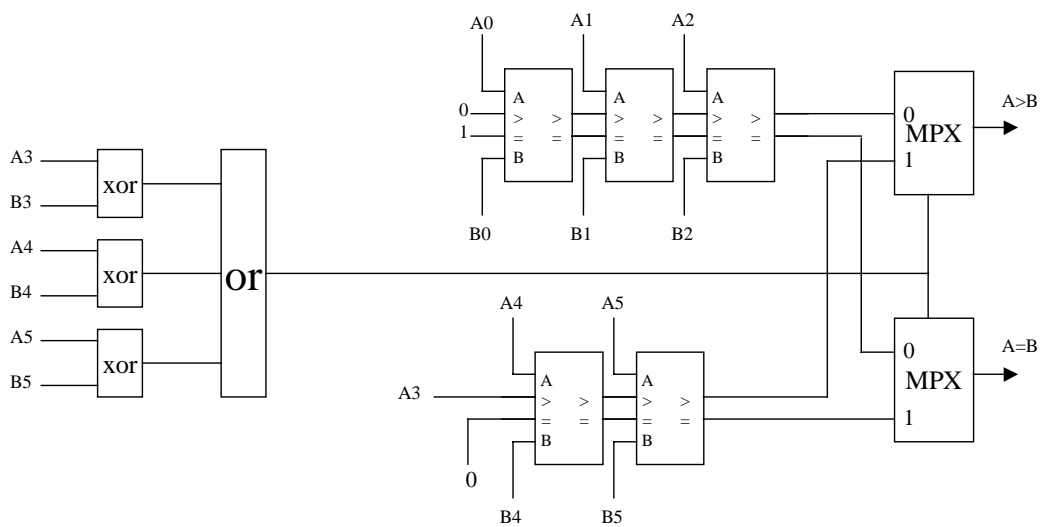 A0 A1 A2
A A A
0 > > > > > > 0 A>B
1 = = = = = = MPX
B B B 1
A3
xor
B3
B0 B1 B2
A4
xor
B4
or
A4 A5
A5
xor
B5
A A
A3 > > > >
= = = =
B B
0
B4 B5
0 A=B
MPX
1